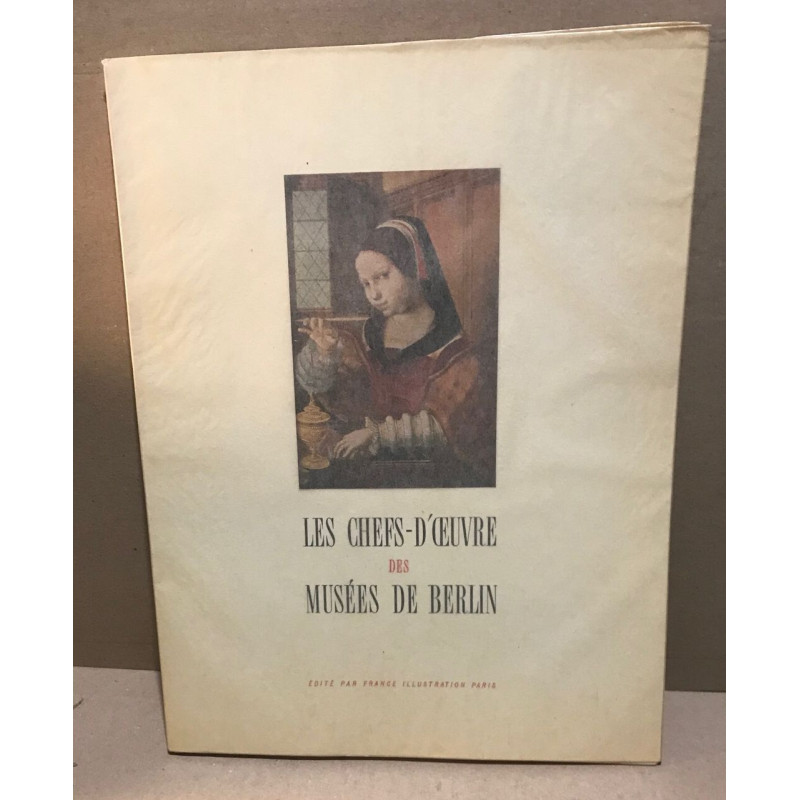 LES CHEFS-D'ŒUVRE
DES
MUSÉES DE BERLIN
ÉDITÉ PAR FRANCE ILLUSTRATION PARIS